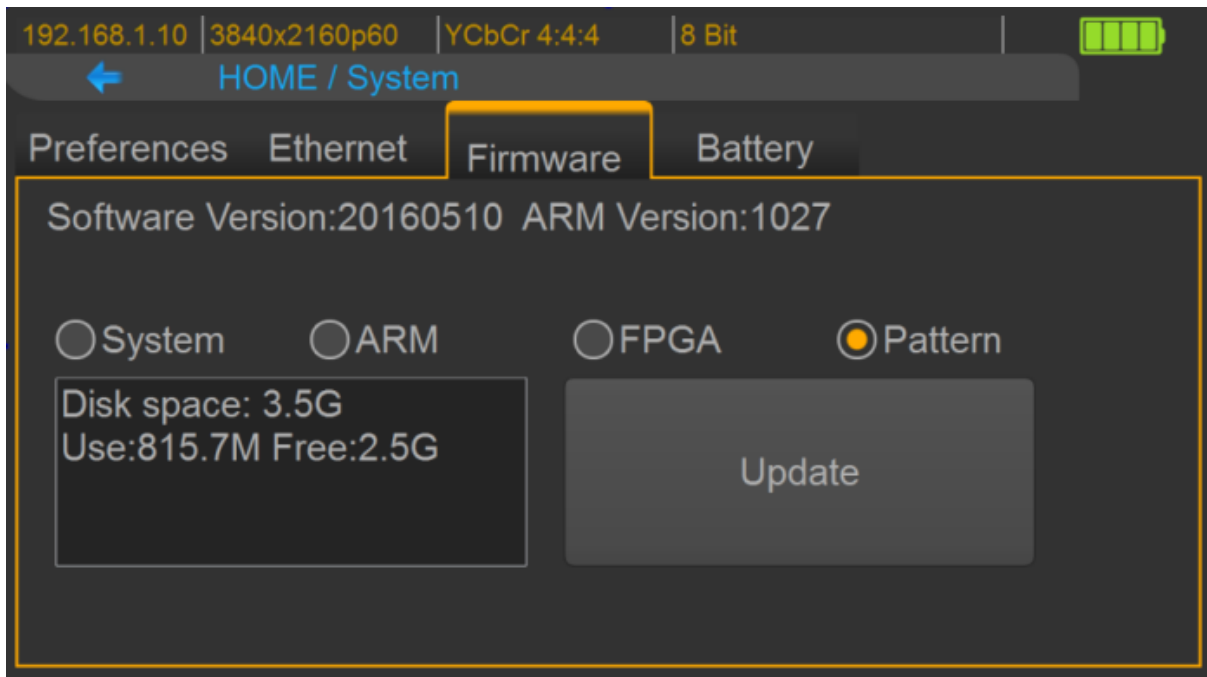 192.168.1.10 3840x2160p60 YCbCr 4:4:4 8 Bit
HOME / System
Preferences Ethernet Firmware Battery
Software Version:20160510 ARM Version:1027
System ARM FPGA Pattern
Disk space: 3.5G
Use:815.7M Free:2.5G
Update